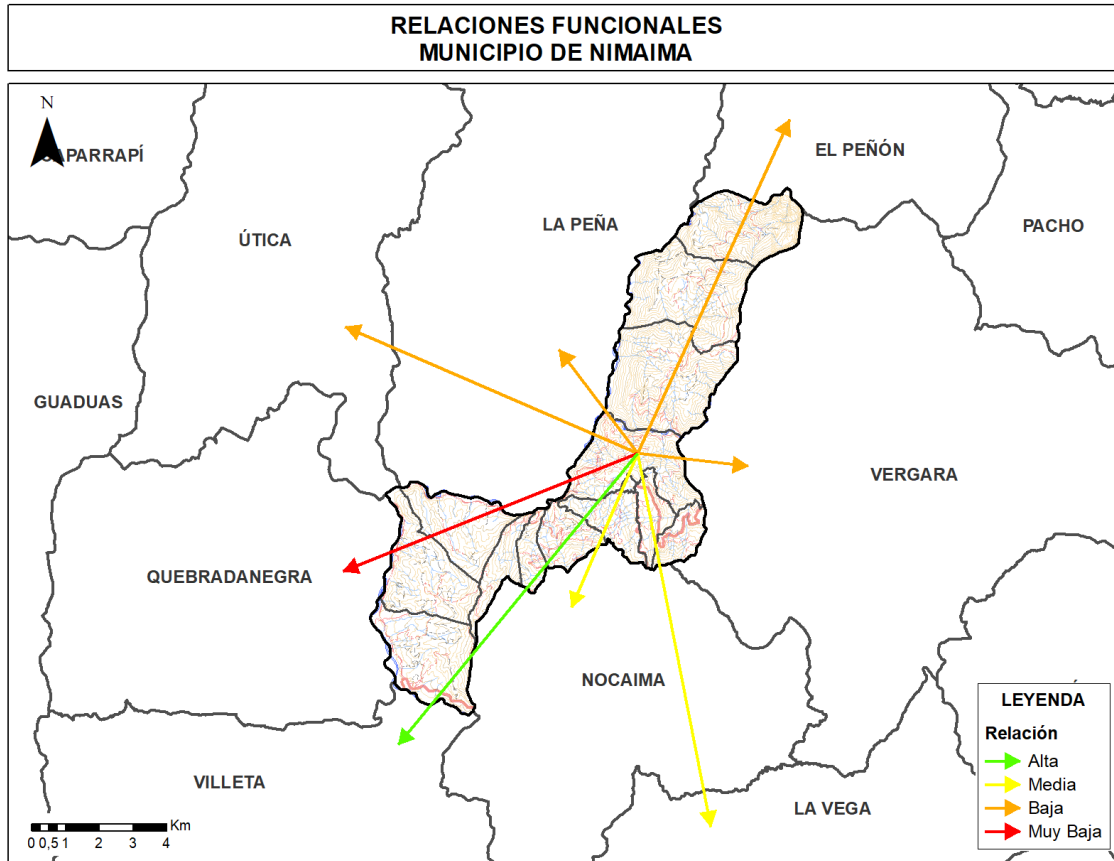 RELACIONES FUNCIONALES
MUNICIPIO DE NIMAIMA
N
EL PEÑÓN
ÚTICA
LA PEÑA
PACHO
GUADUAS
VERGARA
QUEBRADANEGRA
NOCAIMA
VILLETA
LA VEGA
LEYENDA
Relación
Alta
Media
Baja
Muy Baja
Km
0 0,5 1 2 3 4